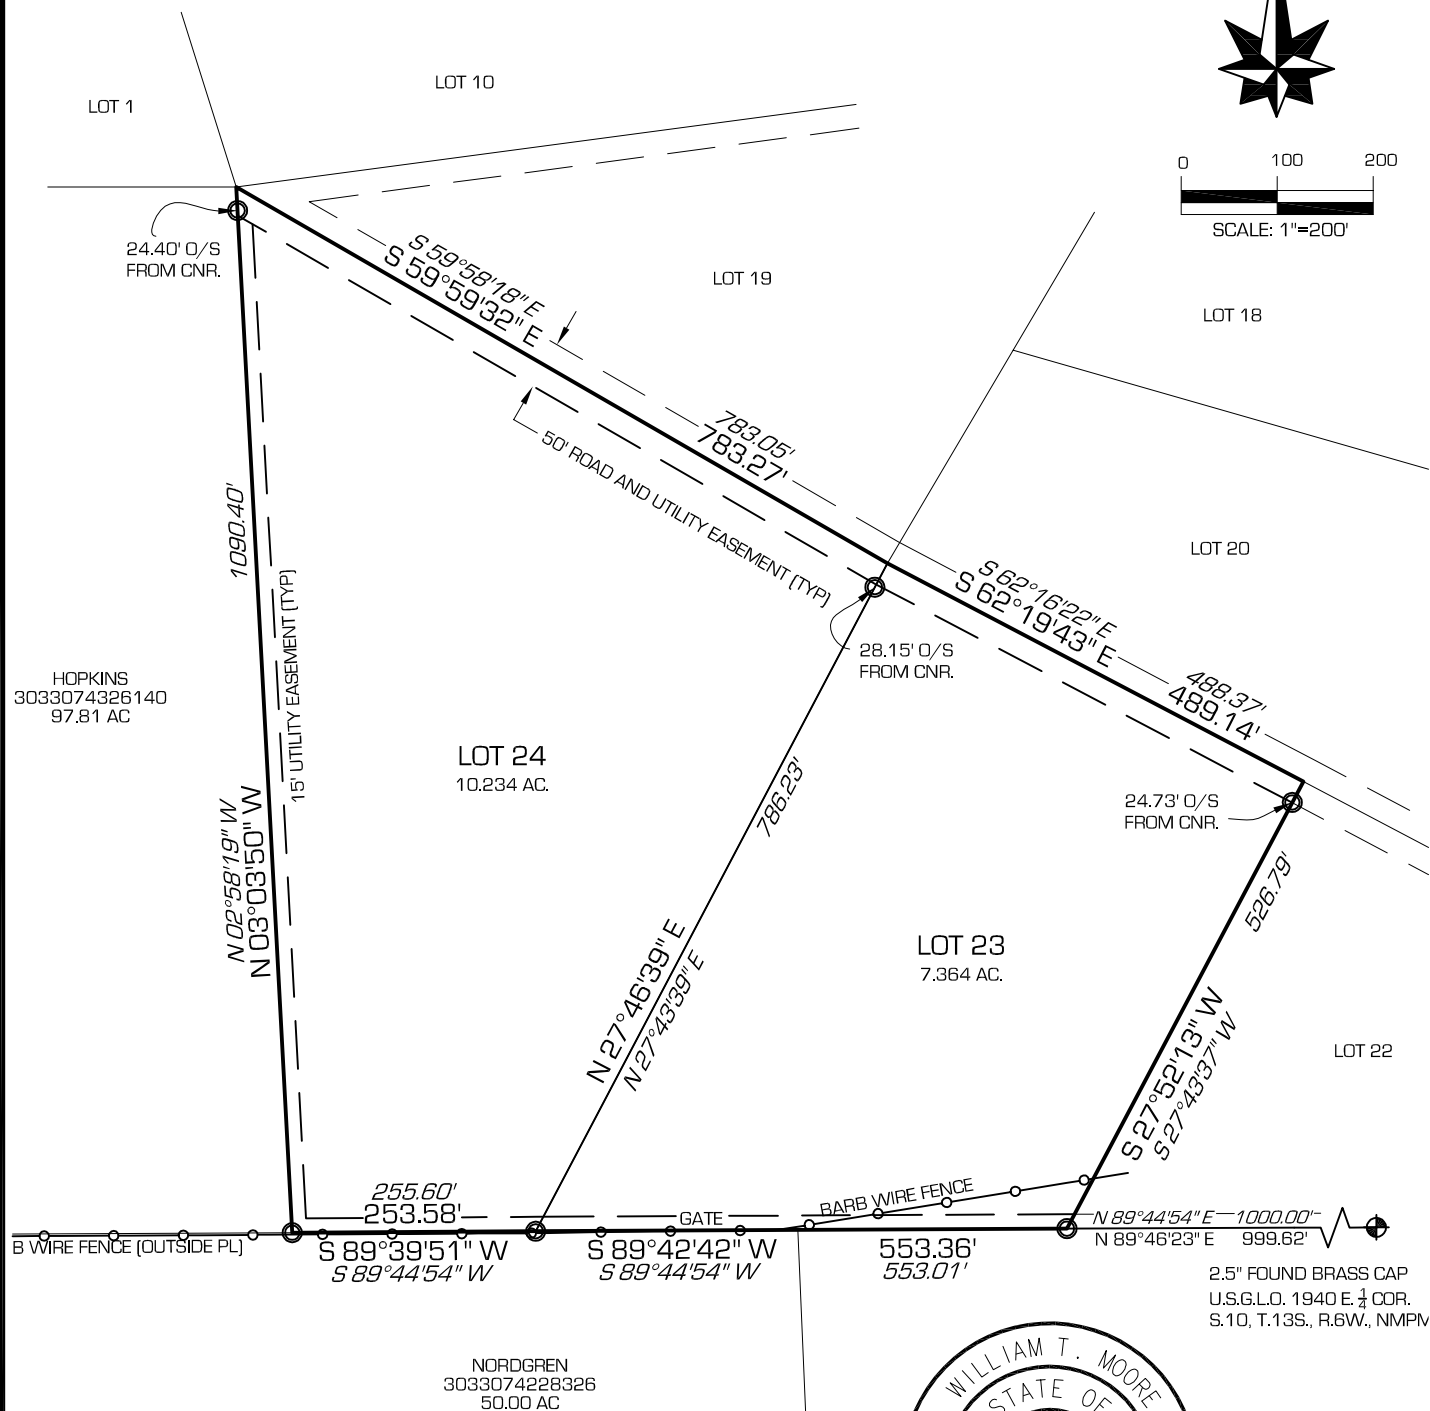 LOT 10
LOT 1
0 100 200
SCALE: 1"=200'
24.40' O/S
FROM CNR.
S 59°58'18" E
S 59°59'32" E
LOT 19
LOT 18
783.05'
783.27'
50' ROAD AND UTILITY EASEMENT (TYP)
1090.40'
15' UTILITY EASEMENT (TYP)
LOT 20
S 62°16'22" E
S 62°19'43" E
28.15' O/S
FROM CNR.
488.37'
489.14'
HOPKINS
3033074326140
97.81 AC
LOT 24
10.234 AC.
786.23'
24.73' O/S
FROM CNR.
N 02°58'19" W
N 03°03'50" W
526.79'
LOT 23
7.364 AC.
N 27°46'39" E
N 27°43'39" E
S 27°52'13" W
S 27°43'37" W
LOT 22
255.60'
253.58'
GATE
BARB WIRE FENCE
N 89°44'54" E 1000.00'
N 89°46'23" E 999.62'
B WIRE FENCE (OUTSIDE PL)
S 89°39'51" W
S 89°44'54" W
S 89°42'42" W
S 89°44'54" W
553.36'
553.01'
2.5" FOUND BRASS CAP
U.S.G.L.O. 1940 E. 1/4 COR.
S.10, T.13S., R.6W., NMPM
NORDGREN
3033074228326
50.00 AC
WILLIAM T. MOORE
STATE OF